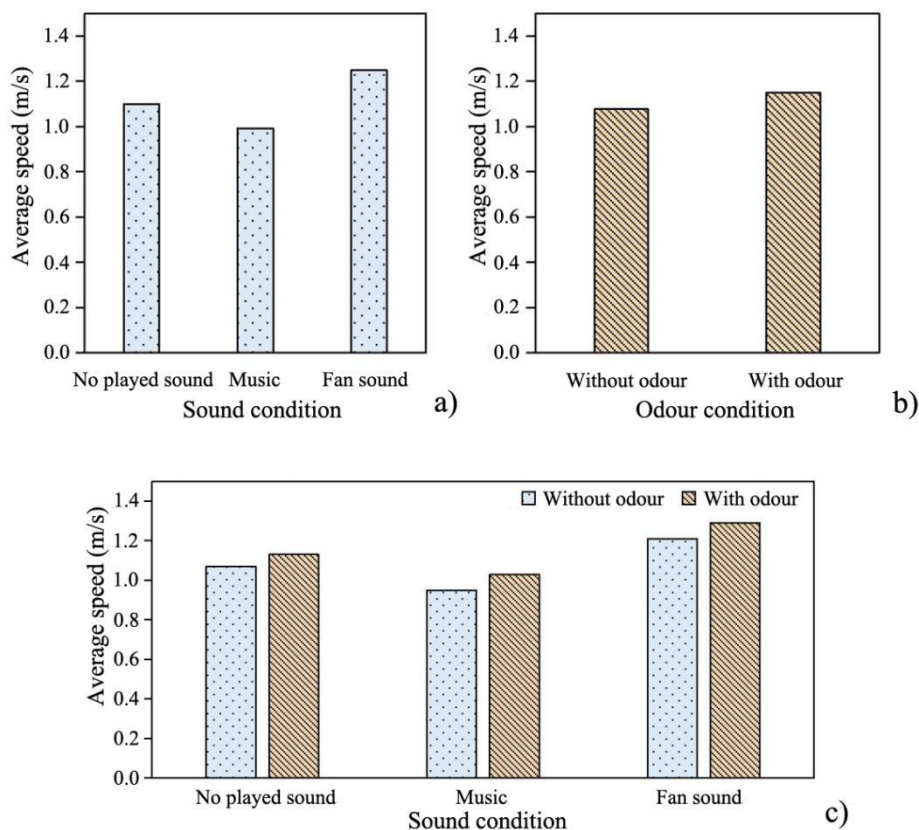 Average speed (m/s)
1.4
1.2
1.0
0.8
0.6
0.4
0.2
0.0
No played sound Music Fan sound
Sound condition
a)
Average speed (m/s)
1.4
1.2
1.0
0.8
0.6
0.4
0.2
0.0
Without odour With odour
Odour condition
b)
Average speed (m/s)
1.4
1.2
1.0
0.8
0.6
0.4
0.2
0.0
Without odour With odour
No played sound Music Fan sound
Sound condition
c)